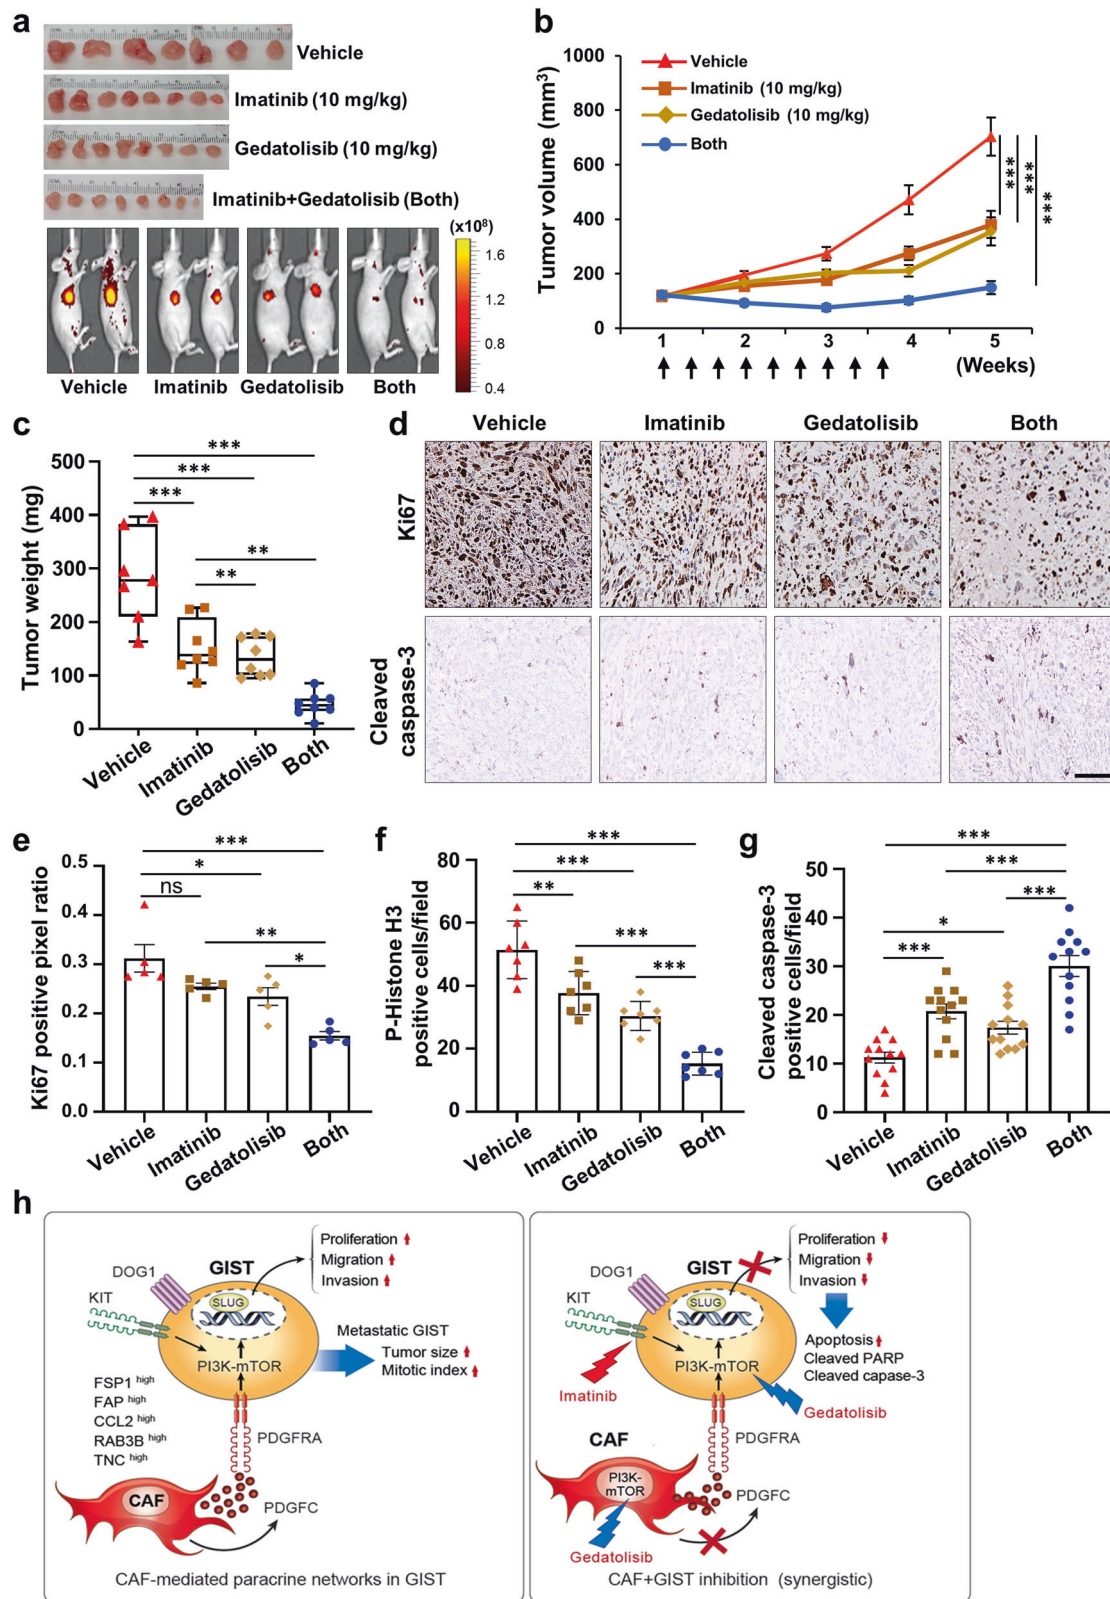 a
Vehicle
Imatinib (10 mg/kg)
Gedatolisib (10 mg/kg)
Imatinib+Gedatolisib (Both)
(x10⁸)
1.6
1.2
0.8
0.4
Vehicle Imatinib Gedatolisib Both
b
Tumor volume (mm³)
1000
800
600
400
200
0
Vehicle
Imatinib (10 mg/kg)
Gedatolisib (10 mg/kg)
Both
***
***
***
1 2 3 4 5
(Weeks)
c
Tumor weight (mg)
500
400
300
200
100
0
***
***
***
**
**
Vehicle Imatinib Gedatolisib Both
d
Vehicle Imatinib Gedatolisib Both
Ki67
Cleaved
caspase-3
e
Ki67 positive pixel ratio
0.5
0.4
0.3
0.2
0.1
0.0
***
*
ns
**
*
Vehicle Imatinib Gedatolisib Both
f
P-Histone H3
positive cells/field
80
60
40
20
0
***
***
**
***
***
Vehicle Imatinib Gedatolisib Both
g
Cleaved caspase-3
positive cells/field
50
40
30
20
10
0
***
***
***
*
***
Vehicle Imatinib Gedatolisib Both
h
Proliferation
Migration
Invasion
GIST
DOG1
KIT
SLUG
PI3K-mTOR
Metastatic GIST
Tumor size
Mitotic index
FSP1 high
FAP high
CCL2 high
RAB3B high
TNC high
PDGFRA
CAF
PDGFC
CAF-mediated paracrine networks in GIST
Proliferation
Migration
Invasion
GIST
DOG1
KIT
SLUG
PI3K-mTOR
Apoptosis
Cleaved PARP
Cleaved capase-3
Imatinib
Gedatolisib
CAF
PDGFRA
PI3K-
mTOR
PDGFC
Gedatolisib
CAF+GIST inhibition (synergistic)